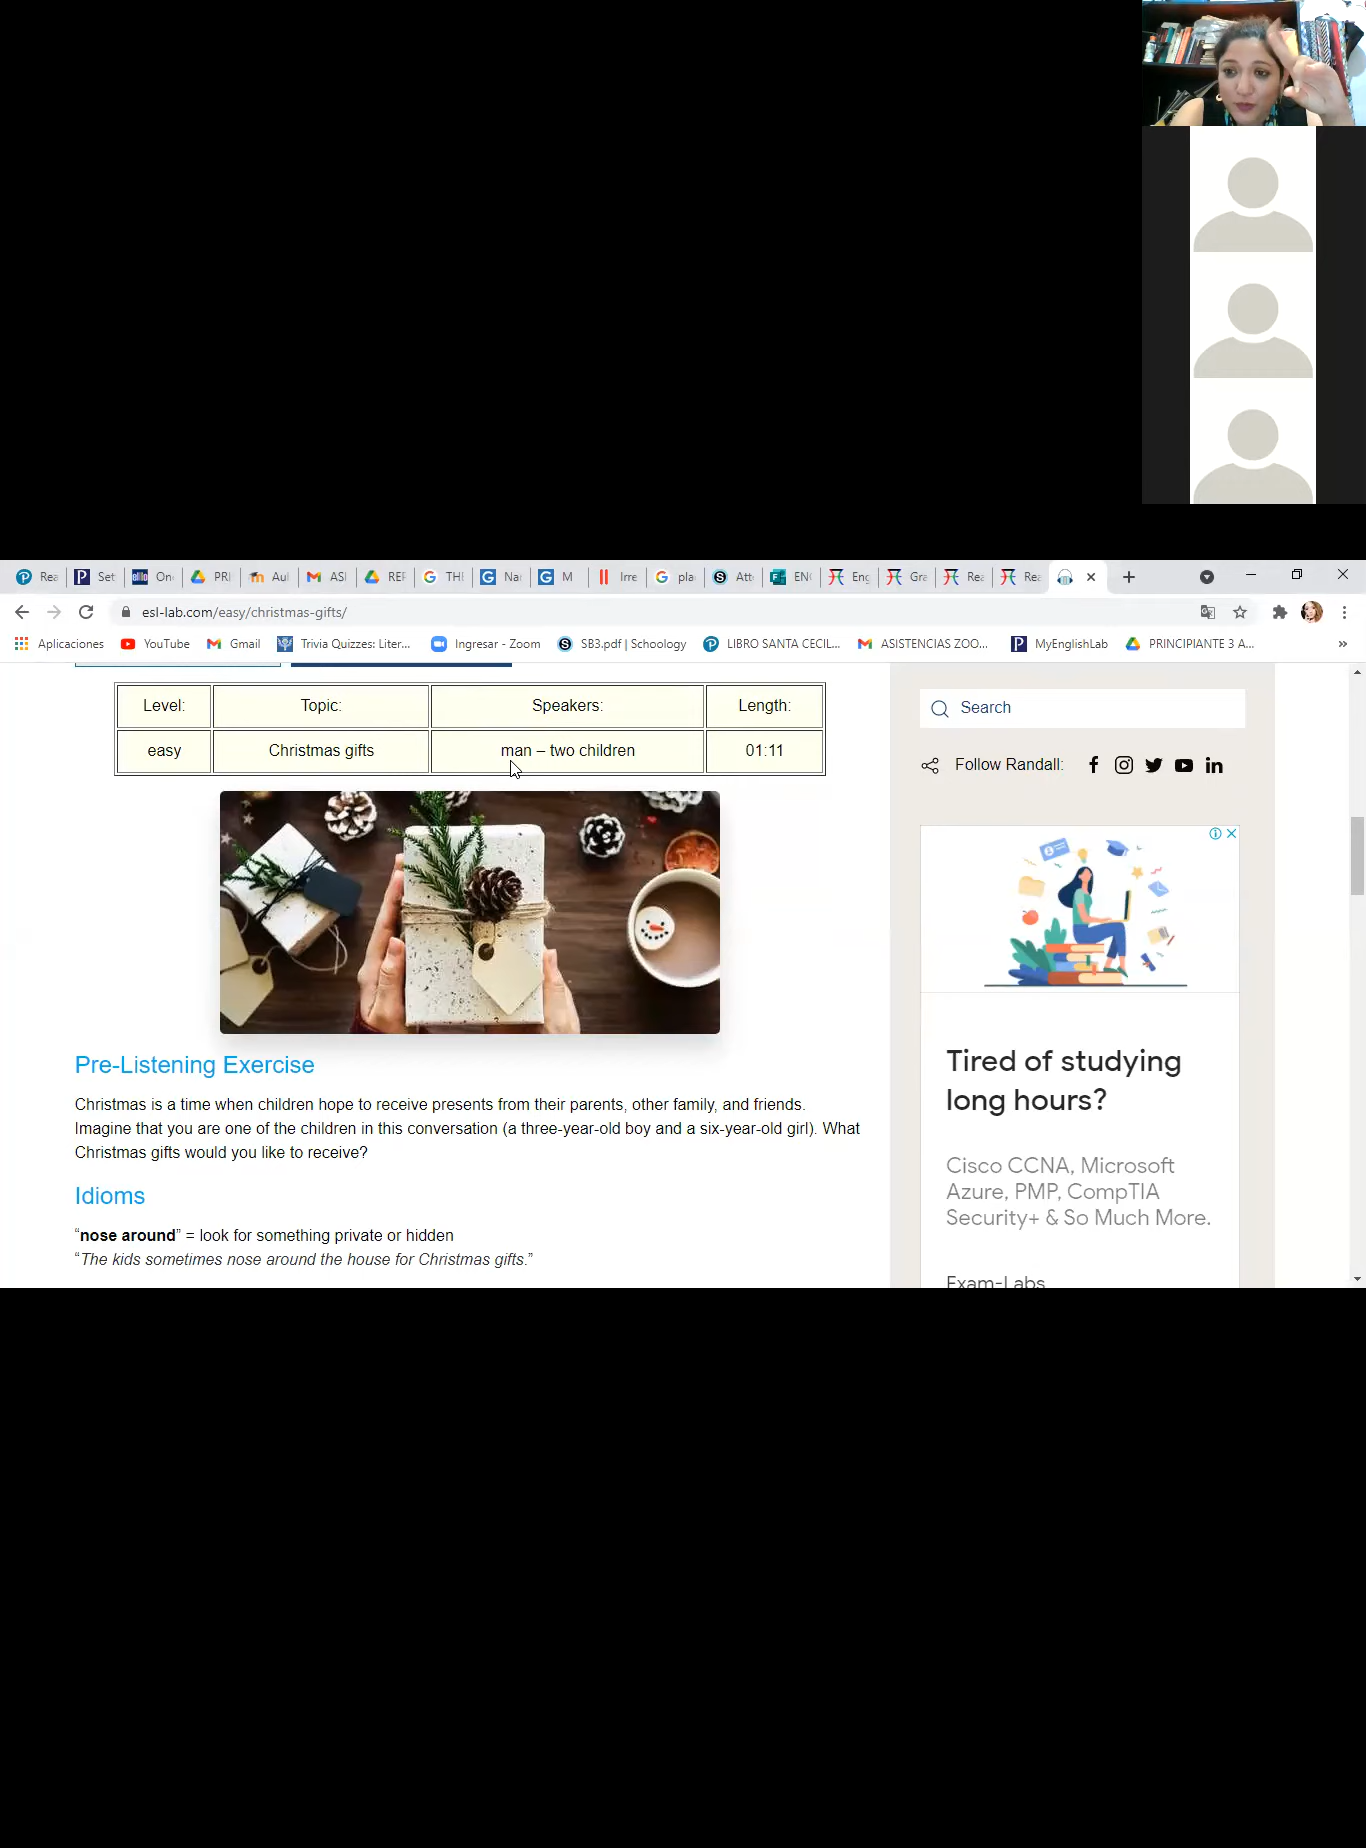 Rea
Set
elllo On
PRI
Aul
ASI
REF
THE
Nar
M
Irre
pla
Att
ENG
Eng
Gra
Rea
Rea
esl-lab.com/easy/christmas-gifts/
Aplicaciones
YouTube
Gmail
Trivia Quizzes: Liter...
Ingresar - Zoom
SB3.pdf | Schoology
LIBRO SANTA CECIL...
ASISTENCIAS ZOO...
MyEnglishLab
PRINCIPIANTE 3 A...
Level: Topic: Speakers: Length:
easy Christmas gifts man – two children 01:11
Pre-Listening Exercise
Christmas is a time when children hope to receive presents from their parents, other family, and friends.
Imagine that you are one of the children in this conversation (a three-year-old boy and a six-year-old girl). What
Christmas gifts would you like to receive?
Idioms
“nose around” = look for something private or hidden
“The kids sometimes nose around the house for Christmas gifts.”
Search
Follow Randall:
Tired of studying
long hours?
Cisco CCNA, Microsoft
Azure, PMP, CompTIA
Security+ & So Much More.
Exam-Labs